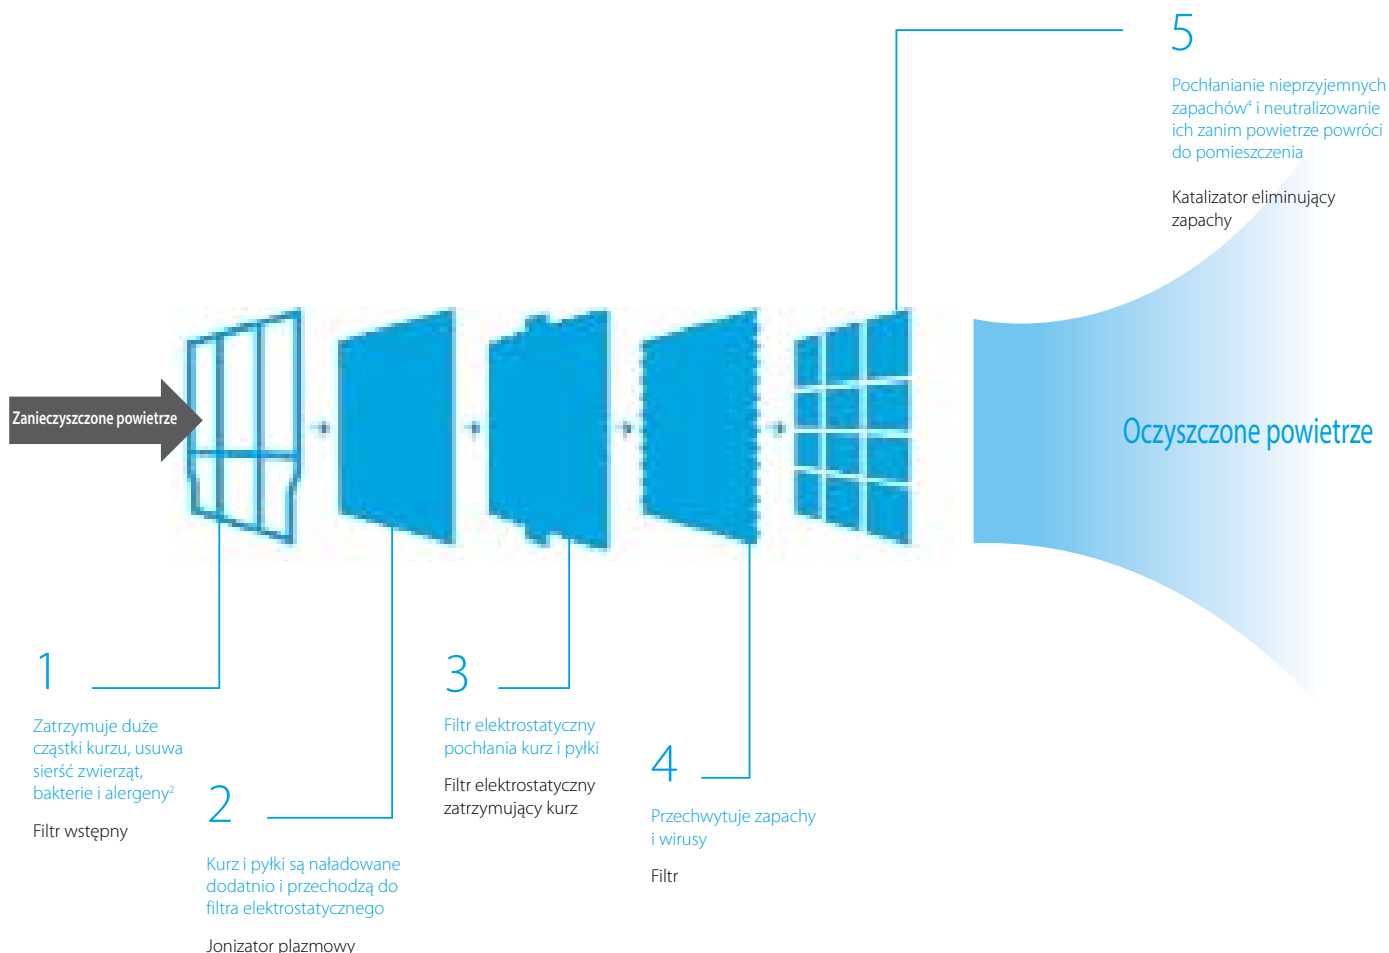 5
Pochłanianie nieprzyjemnych
zapachów⁴ i neutralizowanie
ich zanim powietrze powróci
do pomieszczenia
Katalizator eliminujący
zapachy
Zanieczyszczone powietrze
Oczyszczone powietrze
1
Zatrzymuje duże
cząstki kurzu, usuwa
sierść zwierząt,
bakterie i alergeny²
Filtr wstępny
2
Kurz i pyłki są naładowane
dodatnio i przechodzą do
filtra elektrostatycznego
Jonizator plazmowy
3
Filtr elektrostatyczny
pochłania kurz i pyłki
Filtr elektrostatyczny
zatrzymujący kurz
4
Przechwytuje zapachy
i wirusy
Filtr